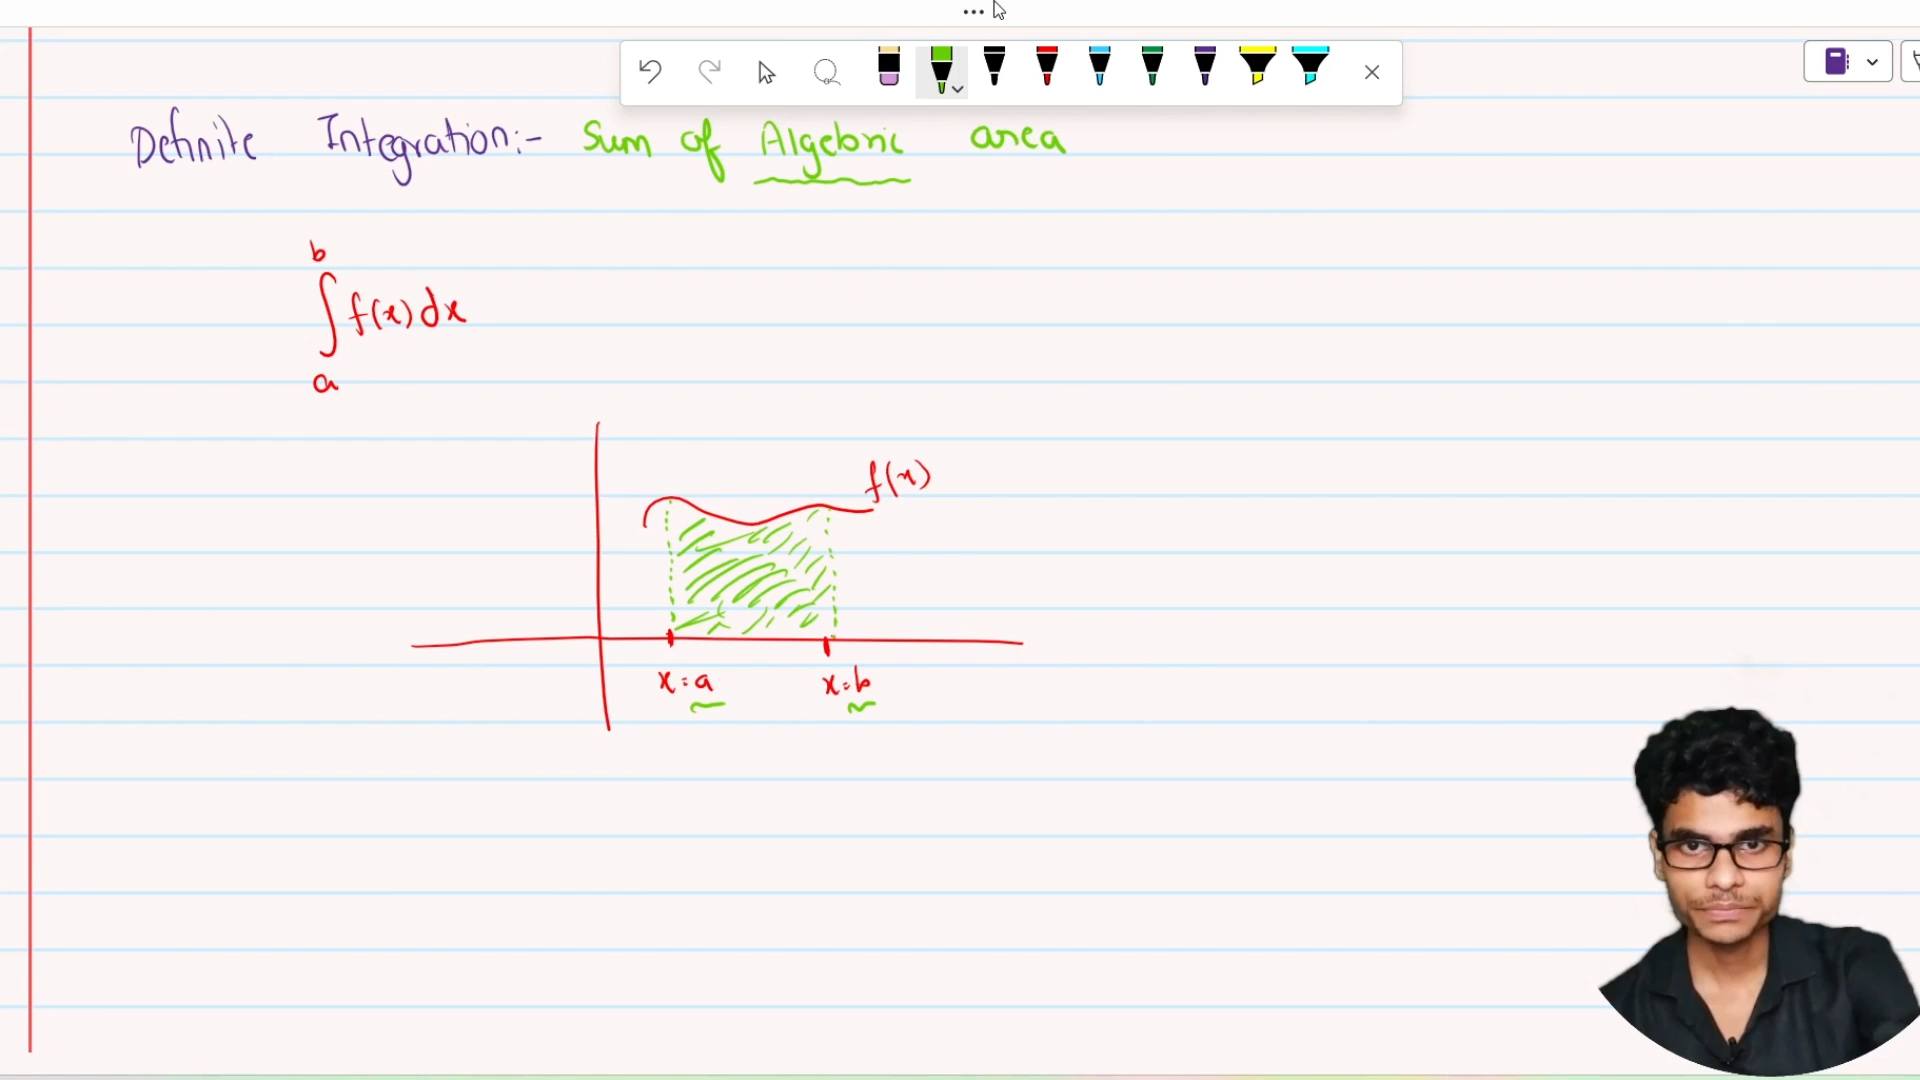 Definite Integration:- Sum of Algebric area
b
∫ f(x) dx
a
f(x)
x=a x=b